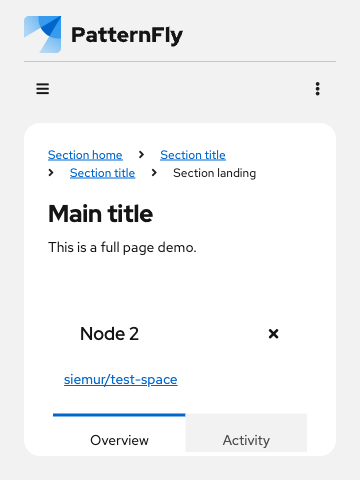 PatternFly
Section home > Section title
> Section title > Section landing
Main title
This is a full page demo.
Node 2
siemur/test-space
Overview Activity